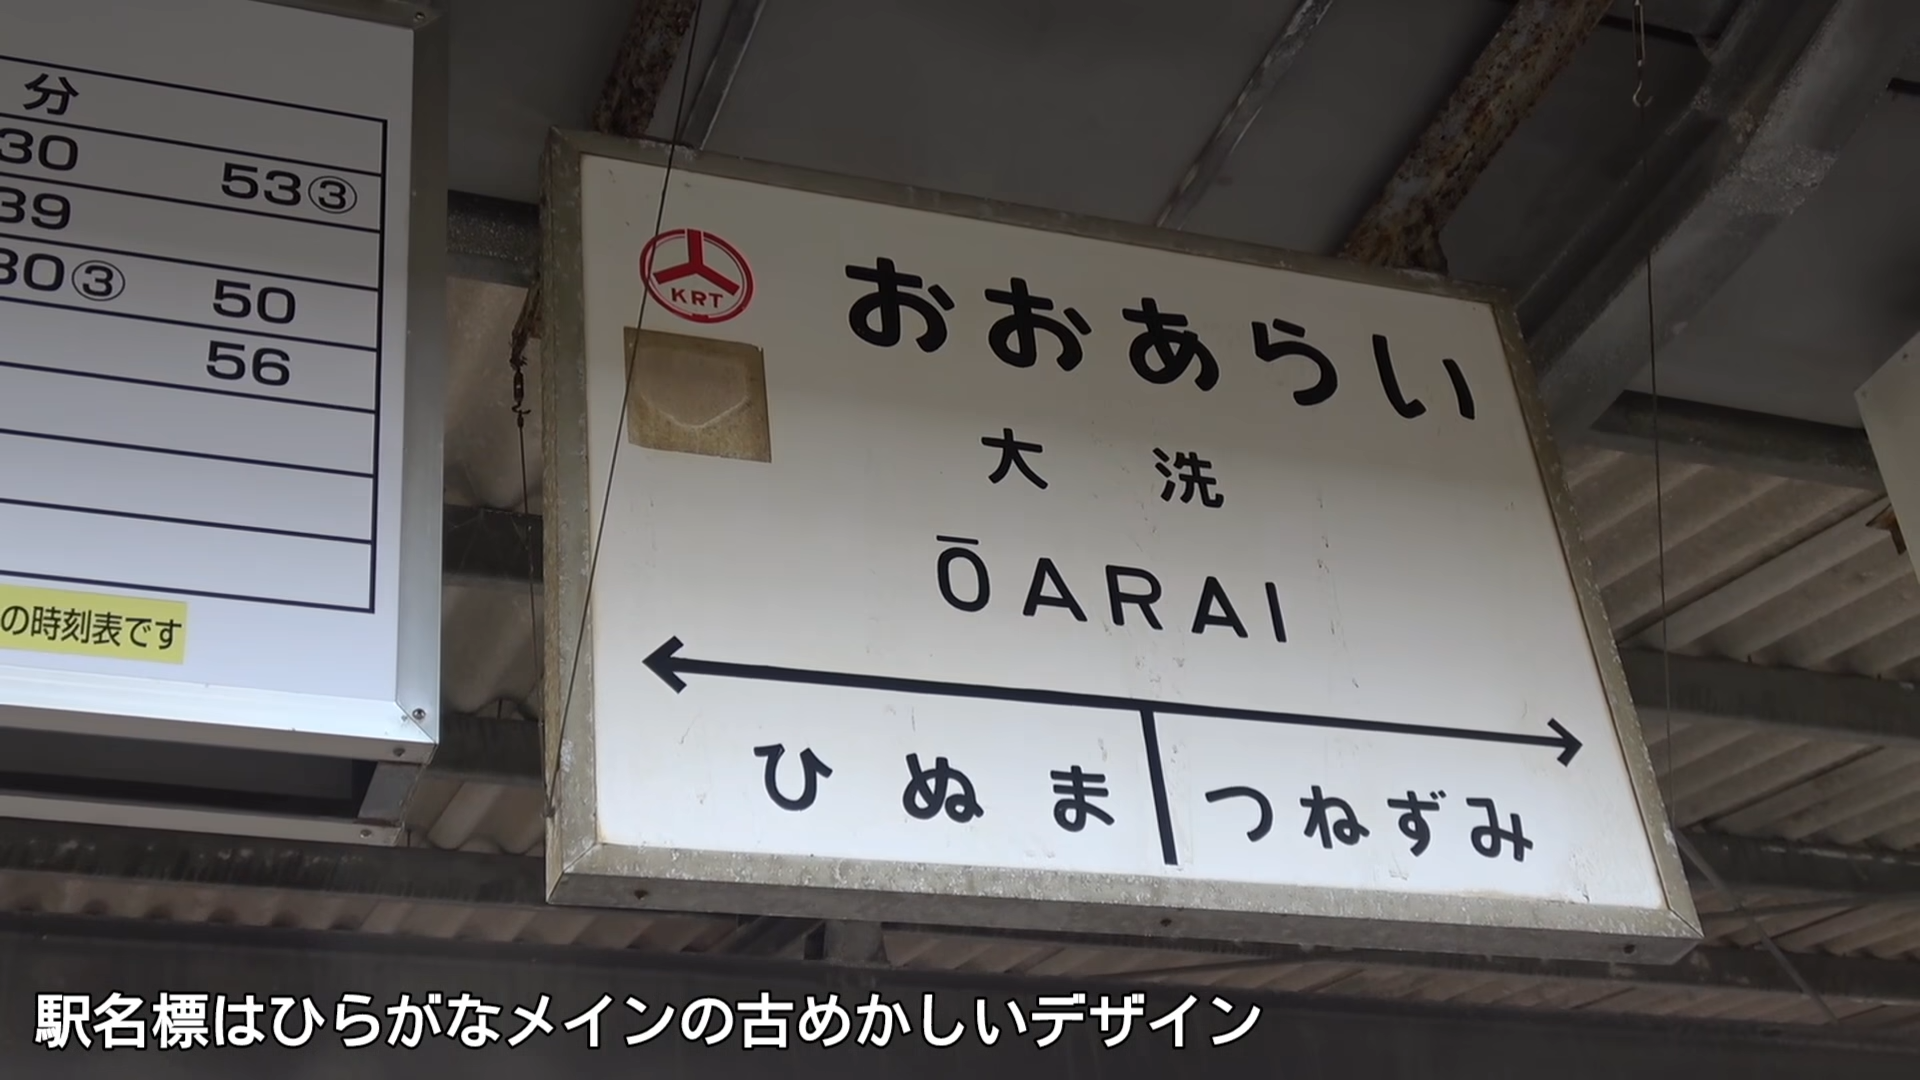 分
30 53③
39
30③ 50
56
の時刻表です
KRT
おおあらい
大洗
ŌARAI
ひぬま つねずみ
駅名標はひらがなメインの古めかしいデザイン